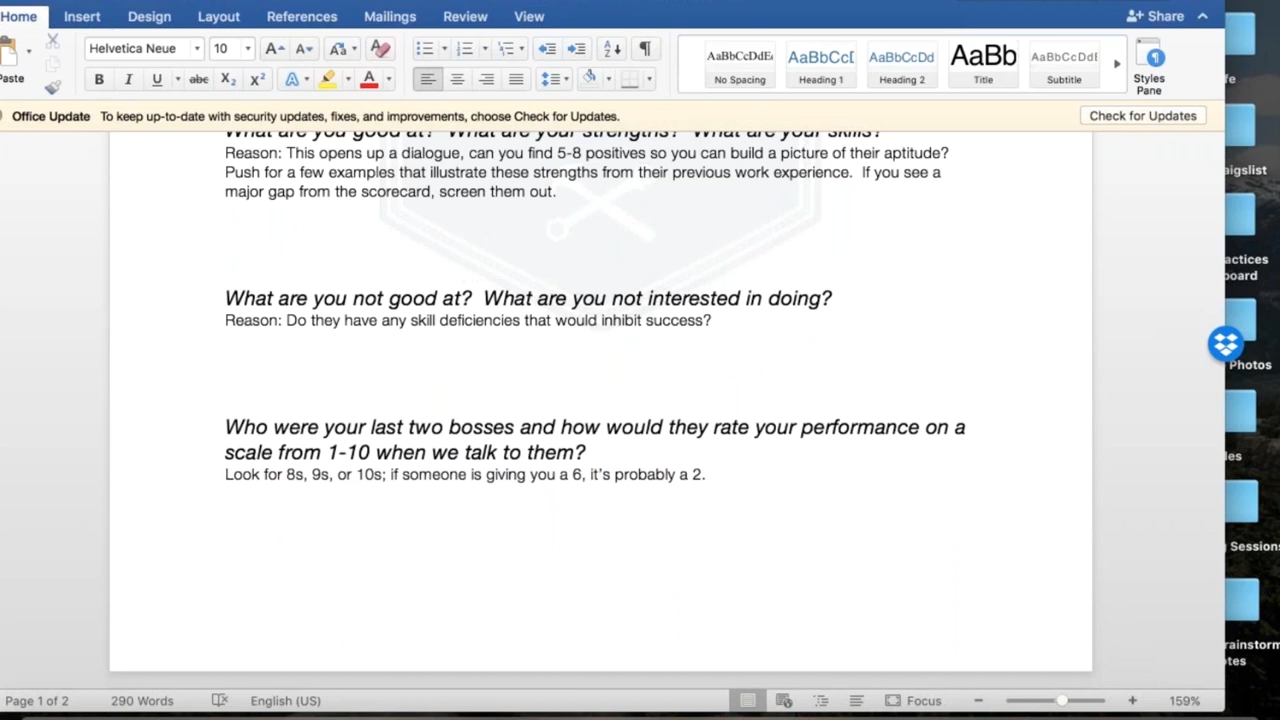 Home Insert Design Layout References Mailings Review View Share
Paste Helvetica Neue 10 AaBbCcDdEe AaBbCcDdEe AaBbCcDd AaBb AaBbCcDdEe
No Spacing Heading 1 Heading 2 Title Subtitle Styles Pane
Office Update To keep up-to-date with security updates, fixes, and improvements, choose Check for Updates. Check for Updates
What are you good at? What are your strengths? What are your skills?
Reason: This opens up a dialogue, can you find 5-8 positives so you can build a picture of their aptitude?
Push for a few examples that illustrate these strengths from their previous work experience. If you see a
major gap from the scorecard, screen them out.
What are you not good at? What are you not interested in doing?
Reason: Do they have any skill deficiencies that would inhibit success?
Who were your last two bosses and how would they rate your performance on a
scale from 1-10 when we talk to them?
Look for 8s, 9s, or 10s; if someone is giving you a 6, it's probably a 2.
Page 1 of 2 290 Words English (US) Focus 159%
aigslist
actices
board
Photos
Sessions
rainstorm